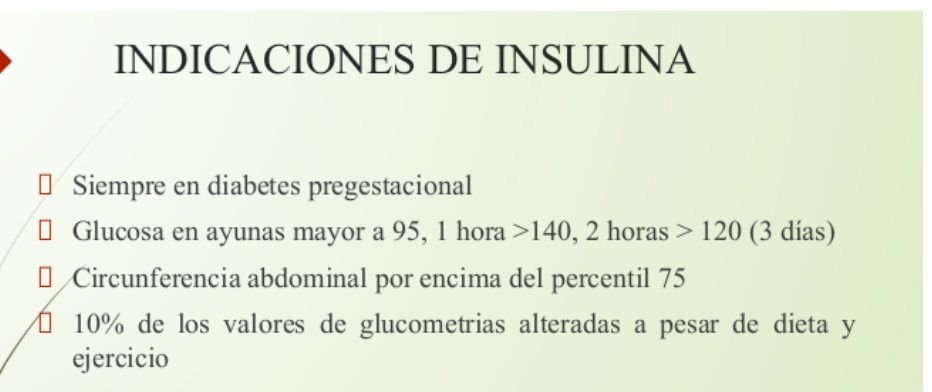 INDICACIONES DE INSULINA
Siempre en diabetes pregestacional
Glucosa en ayunas mayor a 95, 1 hora >140, 2 horas > 120 (3 días)
Circunferencia abdominal por encima del percentil 75
10% de los valores de glucometrias alteradas a pesar de dieta y
ejercicio